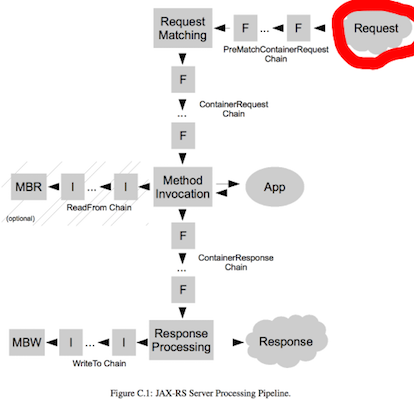 Request
Matching
F ... F
Request
PreMatchContainerRequest
Chain
F
...
ContainerRequest
Chain
F
MBR
I ... I
Method
Invocation
App
(optional)
ReadFrom Chain
F
...
ContainerResponse
Chain
F
MBW
I ... I
Response
Processing
Response
WriteTo Chain
Figure C.1: JAX-RS Server Processing Pipeline.